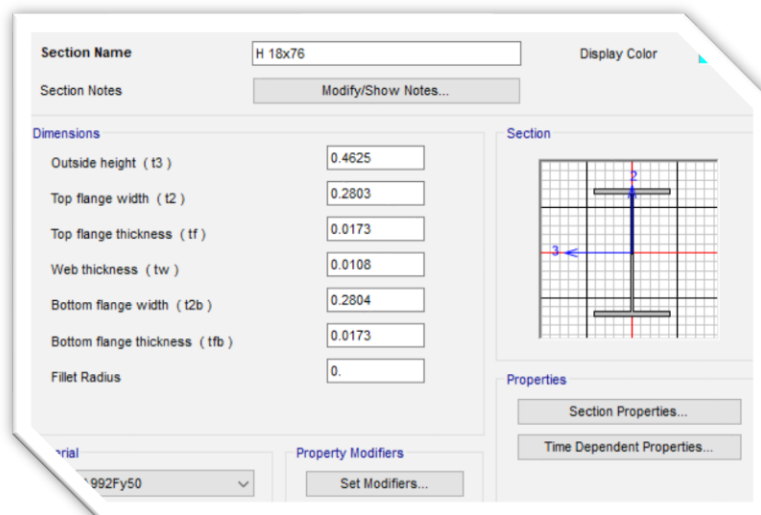 Section Name H 18x76 Display Color
Section Notes Modify/Show Notes...
Dimensions
Outside height ( t3 ) 0.4625
Top flange width ( t2 ) 0.2803
Top flange thickness ( tf ) 0.0173
Web thickness ( tw ) 0.0108
Bottom flange width ( t2b ) 0.2804
Bottom flange thickness ( tfb ) 0.0173
Fillet Radius 0.
Section
2
3
Properties
Section Properties...
Time Dependent Properties...
992Fy50
Property Modifiers
Set Modifiers...